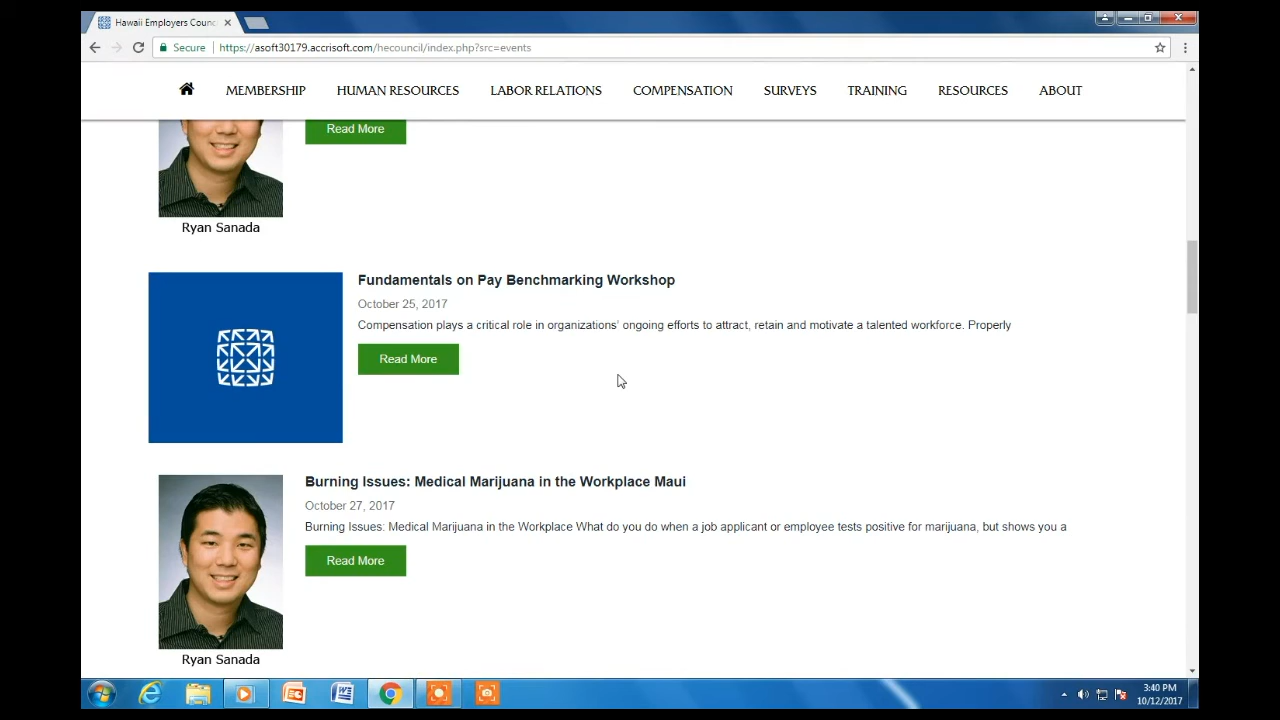 Hawaii Employers Counc
Secure
https://asoft30179.accrisoft.com/hecouncil/index.php?src=events
MEMBERSHIP HUMAN RESOURCES LABOR RELATIONS COMPENSATION SURVEYS TRAINING RESOURCES ABOUT
Read More
Ryan Sanada
Fundamentals on Pay Benchmarking Workshop
October 25, 2017
Compensation plays a critical role in organizations' ongoing efforts to attract, retain and motivate a talented workforce. Properly
Read More
Burning Issues: Medical Marijuana in the Workplace Maui
October 27, 2017
Burning Issues: Medical Marijuana in the Workplace What do you do when a job applicant or employee tests positive for marijuana, but shows you a
Read More
Ryan Sanada
3:40 PM
10/12/2017